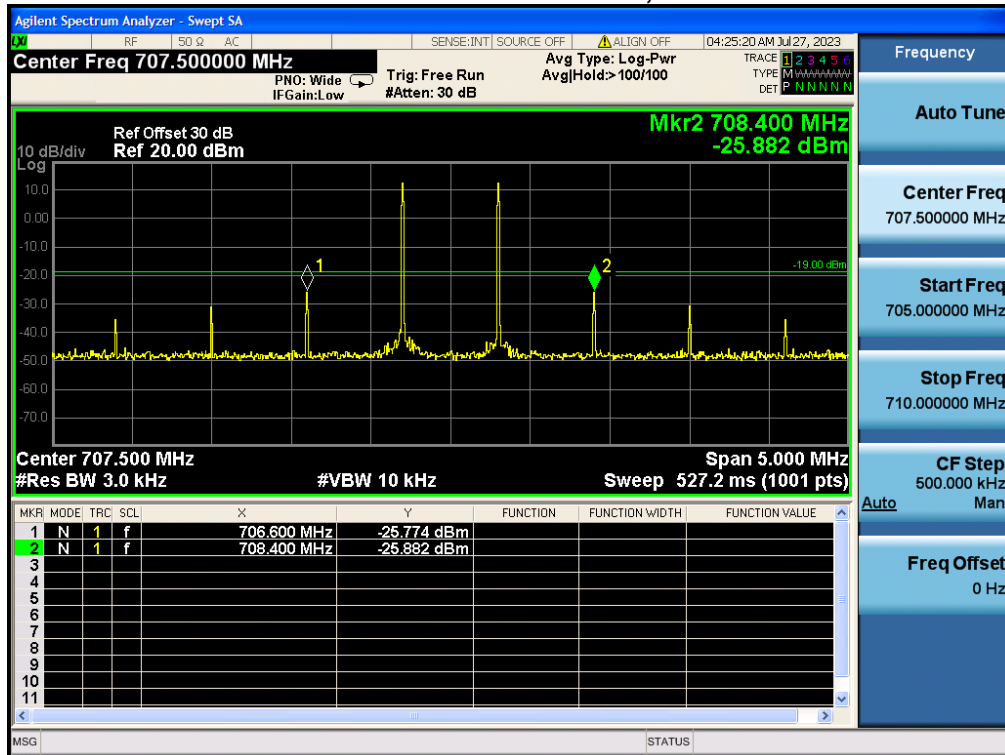 Agilent Spectrum Analyzer - Swept SA
LXI RF 50 Ω AC SENSE:INT SOURCE OFF ALIGN OFF 04:25:20 AM Jul 27, 2023
Center Freq 707.500000 MHz
PNO: Wide
IFGain:Low
Trig: Free Run
#Atten: 30 dB
Avg Type: Log-Pwr
Avg|Hold:>100/100
TRACE 1 2 3 4 5 6
TYPE M
DET P N N N N N
Ref Offset 30 dB
10 dB/div Ref 20.00 dBm
Log
Mkr2 708.400 MHz
-25.882 dBm
10.0
0.00
-10.0
-20.0
-30.0
-40.0
-50.0
-60.0
-70.0
1
2
-19.00 dBm
Center 707.500 MHz Span 5.000 MHz
#Res BW 3.0 kHz #VBW 10 kHz Sweep 527.2 ms (1001 pts)
MKR MODE TRC SCL X Y FUNCTION FUNCTION WIDTH FUNCTION VALUE
1 N 1 f 706.600 MHz -25.774 dBm
2 N 1 f 708.400 MHz -25.882 dBm
3
4
5
6
7
8
9
10
11
MSG STATUS
Frequency
Auto Tune
Center Freq
707.500000 MHz
Start Freq
705.000000 MHz
Stop Freq
710.000000 MHz
CF Step
500.000 kHz
Auto Man
Freq Offset
0 Hz